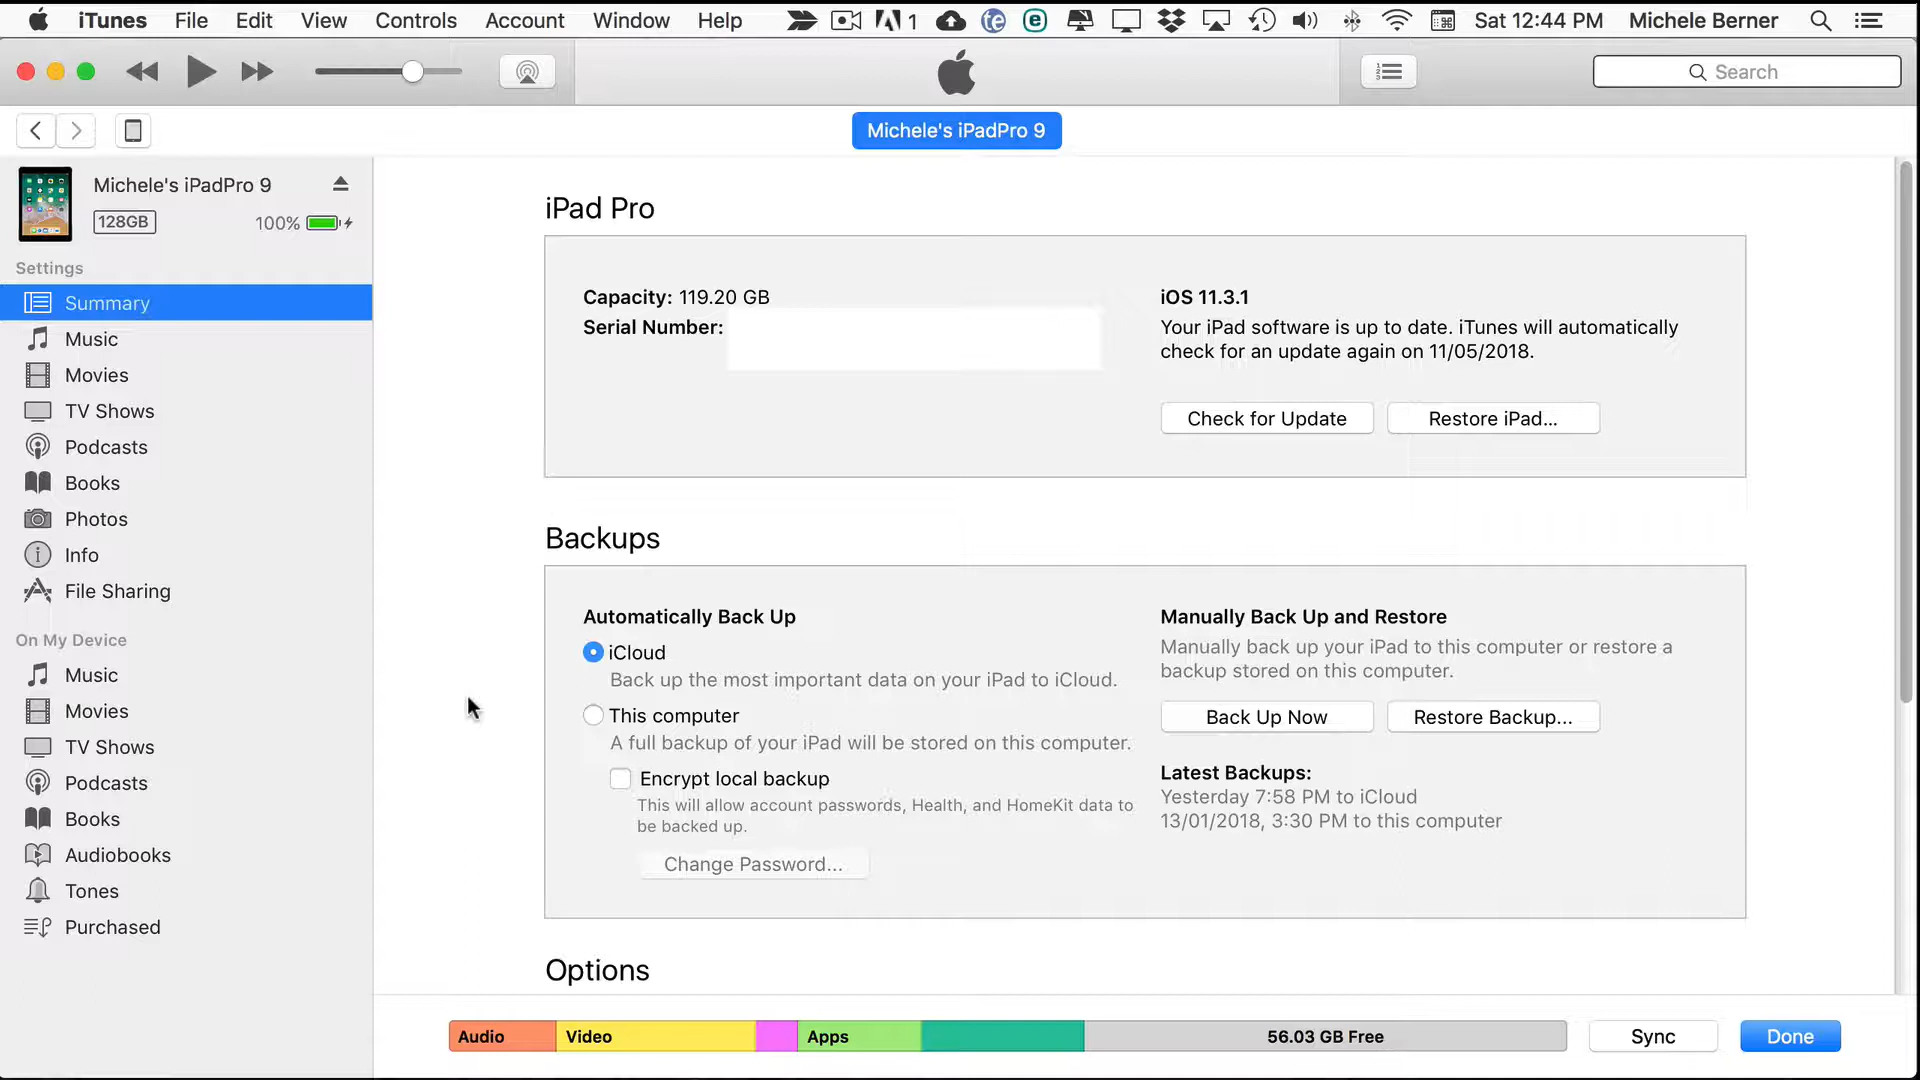 iTunes File Edit View Controls Account Window Help 1 Sat 12:44 PM Michele Berner
Search
Michele's iPadPro 9
Michele's iPadPro 9
128GB 100%
Settings
Summary
Music
Movies
TV Shows
Podcasts
Books
Photos
Info
File Sharing
On My Device
Music
Movies
TV Shows
Podcasts
Books
Audiobooks
Tones
Purchased
iPad Pro
Capacity: 119.20 GB
Serial Number:
iOS 11.3.1
Your iPad software is up to date. iTunes will automatically
check for an update again on 11/05/2018.
Check for Update Restore iPad...
Backups
Automatically Back Up
iCloud
Back up the most important data on your iPad to iCloud.
This computer
A full backup of your iPad will be stored on this computer.
Encrypt local backup
This will allow account passwords, Health, and HomeKit data to
be backed up.
Change Password...
Manually Back Up and Restore
Manually back up your iPad to this computer or restore a
backup stored on this computer.
Back Up Now Restore Backup...
Latest Backups:
Yesterday 7:58 PM to iCloud
13/01/2018, 3:30 PM to this computer
Options
Audio Video Apps 56.03 GB Free Sync Done